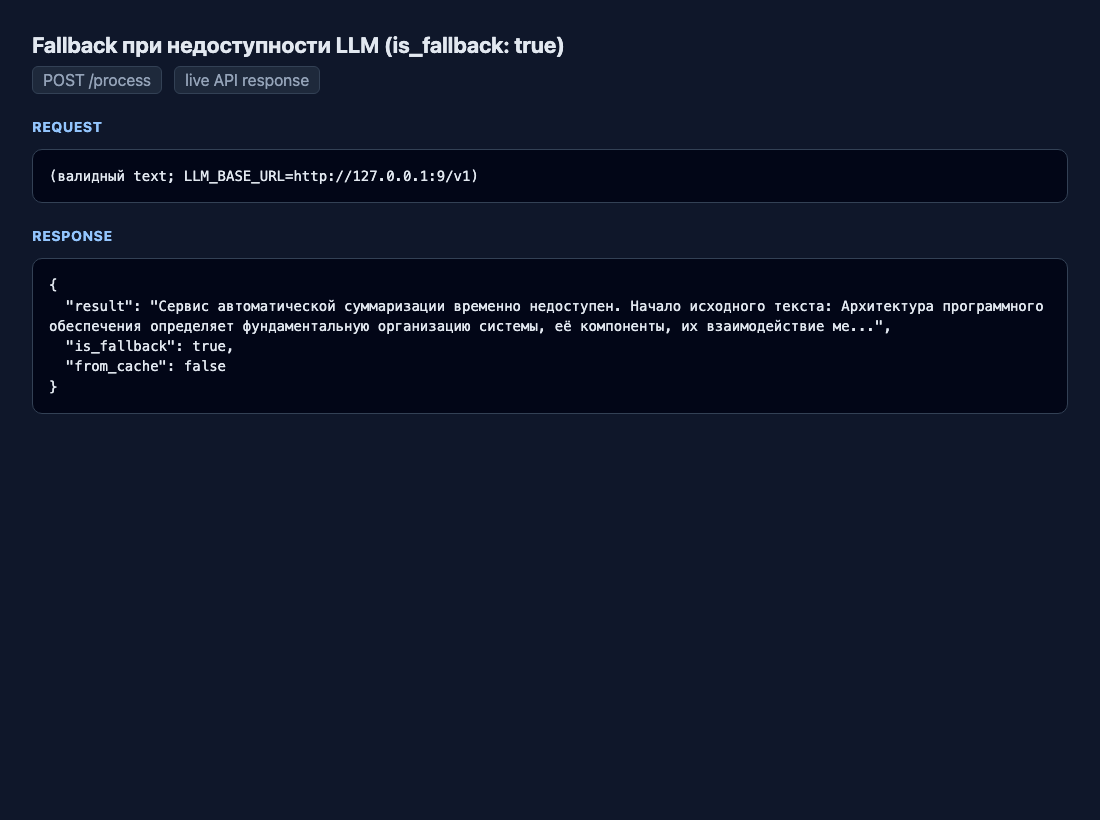 Fallback при недоступности LLM (is_fallback: true)
POST /process
live API response
REQUEST
(валидный text; LLM_BASE_URL=http://127.0.0.1:9/v1)
RESPONSE
{
"result": "Сервис автоматической суммаризации временно недоступен. Начало исходного текста: Архитектура программного
обеспечения определяет фундаментальную организацию системы, её компоненты, их взаимодействие ме...",
"is_fallback": true,
"from_cache": false
}